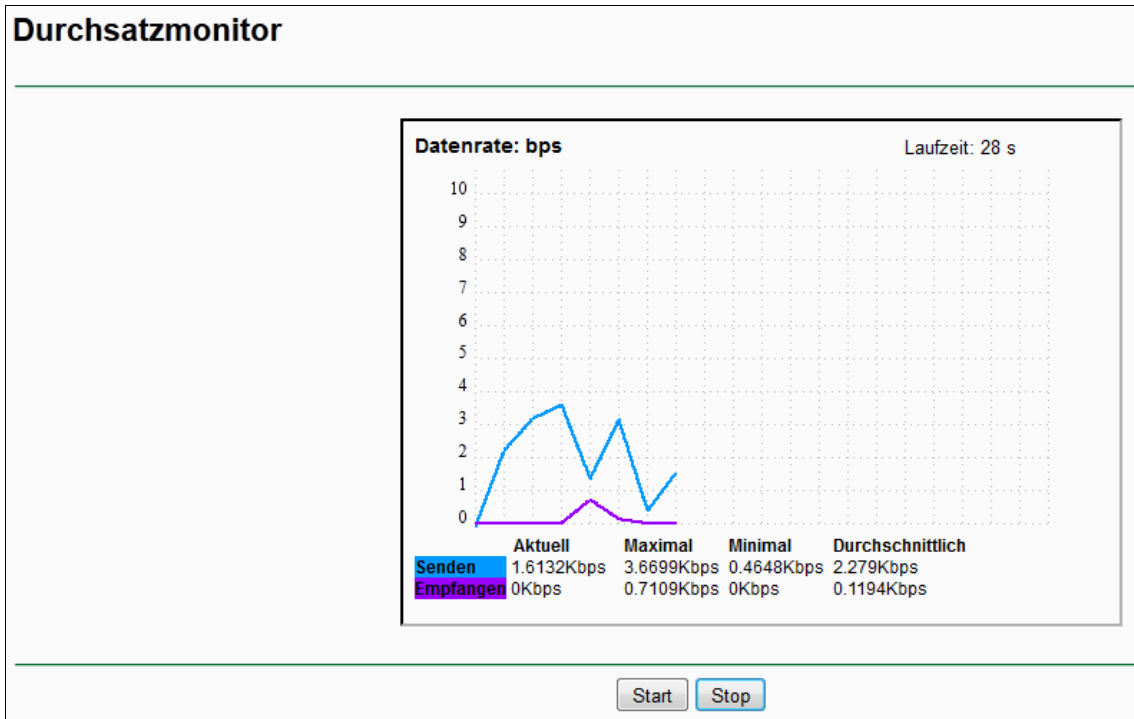 Durchsatzmonitor
Datenrate: bps
Laufzeit: 28 s
10
9
8
7
6
5
4
3
2
1
0
Aktuell Maximal Minimal Durchschnittlich
Senden 1.6132Kbps 3.6699Kbps 0.4648Kbps 2.279Kbps
Empfangen 0Kbps 0.7109Kbps 0Kbps 0.1194Kbps
Start Stop